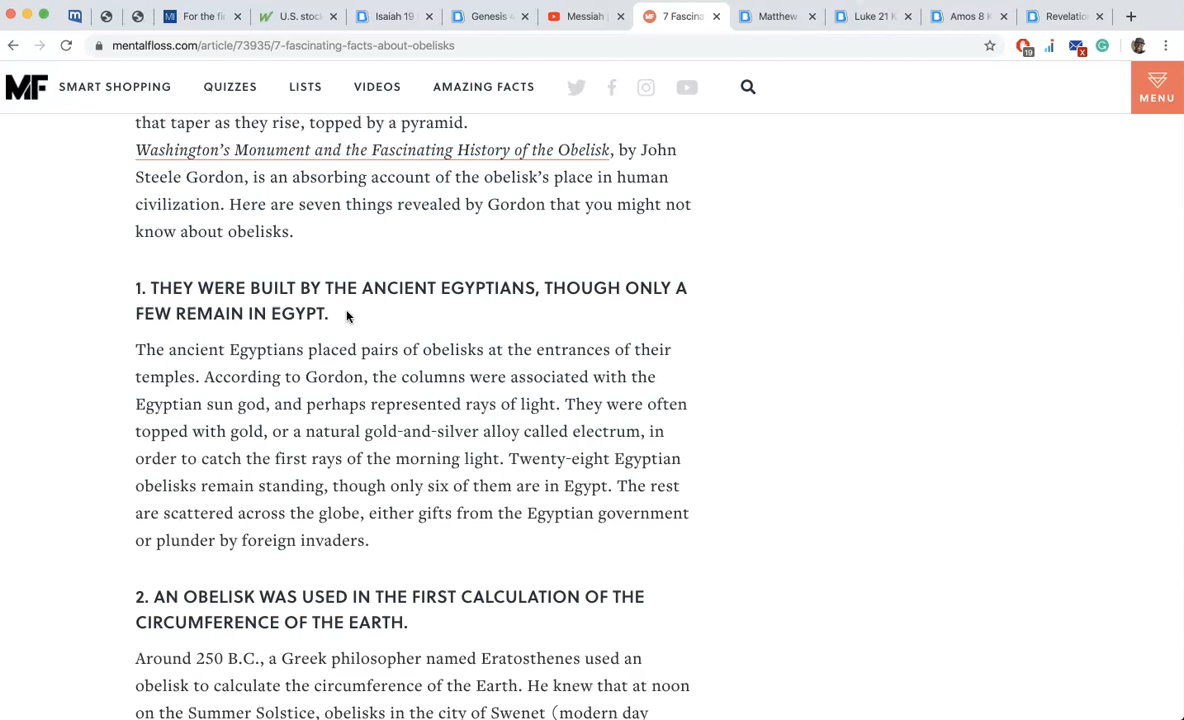 For the fi
U.S. stoc
Isaiah 19
Genesis 4
Messiah
7 Fascina
Matthew
Luke 21 K
Amos 8 K
Revelatio
mentalfloss.com/article/73935/7-fascinating-facts-about-obelisks
19
x
MF
SMART SHOPPING
QUIZZES
LISTS
VIDEOS
AMAZING FACTS
MENU
that taper as they rise, topped by a pyramid.
Washington's Monument and the Fascinating History of the Obelisk, by John
Steele Gordon, is an absorbing account of the obelisk's place in human
civilization. Here are seven things revealed by Gordon that you might not
know about obelisks.
1. THEY WERE BUILT BY THE ANCIENT EGYPTIANS, THOUGH ONLY A
FEW REMAIN IN EGYPT.
The ancient Egyptians placed pairs of obelisks at the entrances of their
temples. According to Gordon, the columns were associated with the
Egyptian sun god, and perhaps represented rays of light. They were often
topped with gold, or a natural gold-and-silver alloy called electrum, in
order to catch the first rays of the morning light. Twenty-eight Egyptian
obelisks remain standing, though only six of them are in Egypt. The rest
are scattered across the globe, either gifts from the Egyptian government
or plunder by foreign invaders.
2. AN OBELISK WAS USED IN THE FIRST CALCULATION OF THE
CIRCUMFERENCE OF THE EARTH.
Around 250 B.C., a Greek philosopher named Eratosthenes used an
obelisk to calculate the circumference of the Earth. He knew that at noon
on the Summer Solstice, obelisks in the city of Swenet (modern day